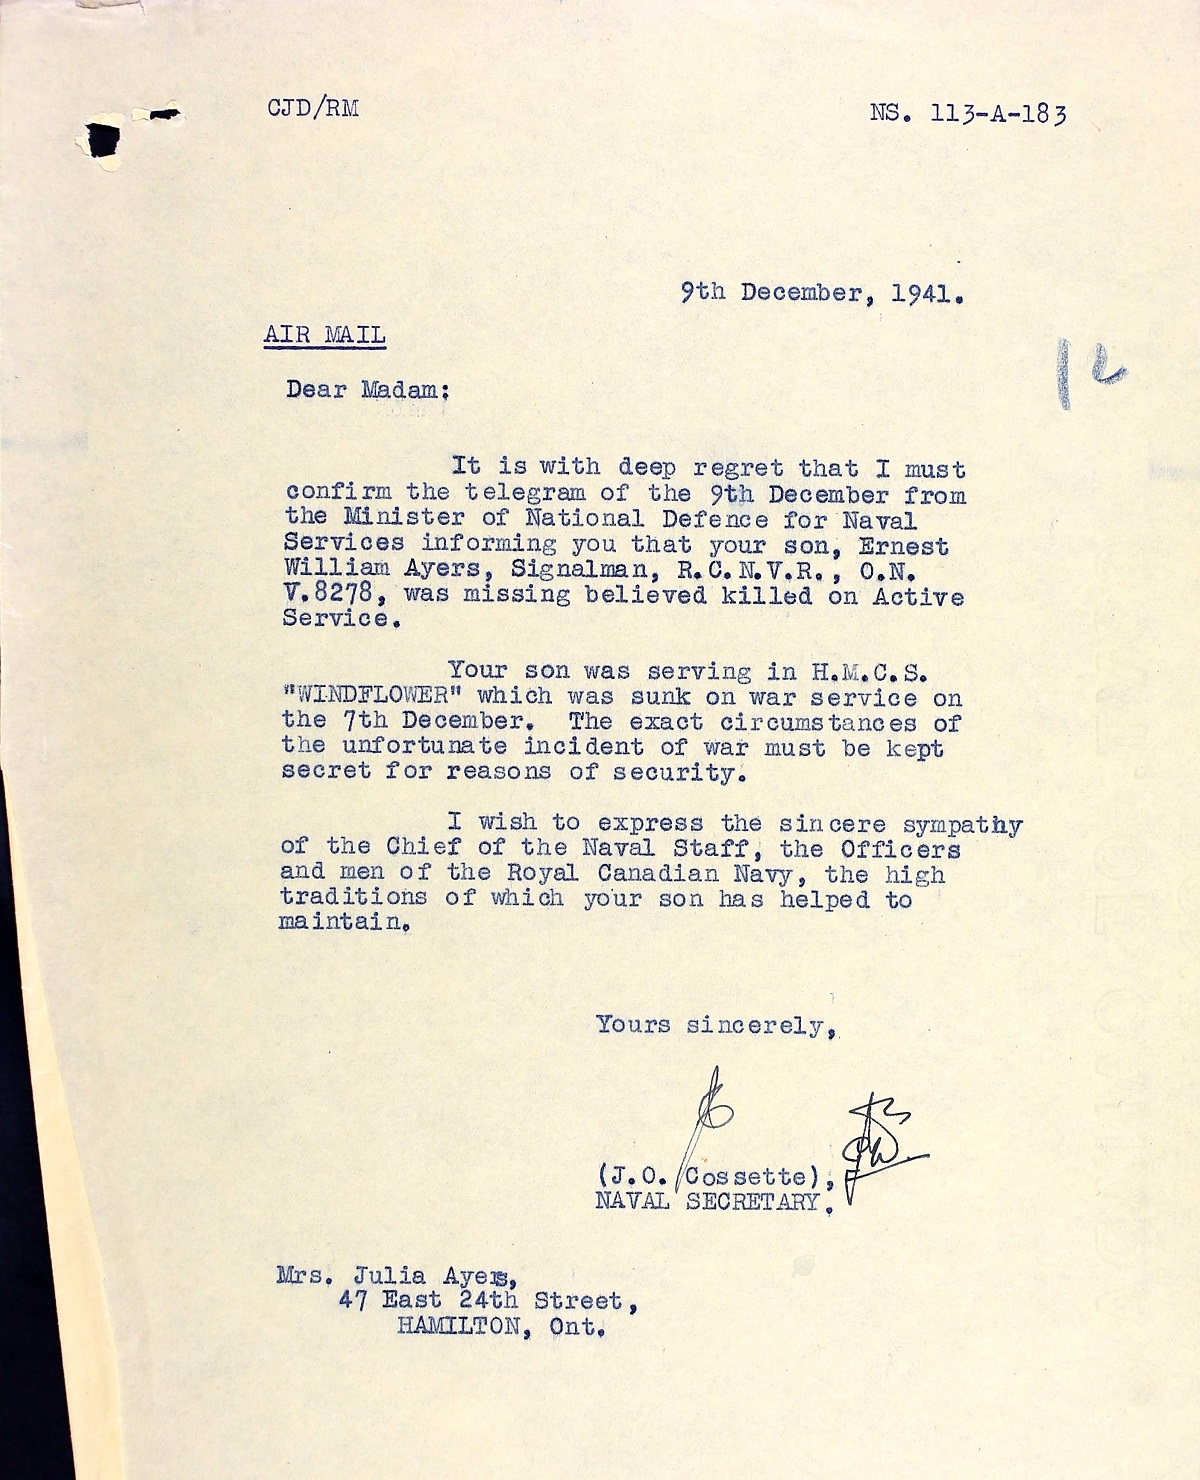 CJD/RM
NS. 113-A-183
9th December, 1941.
AIR MAIL
12
Dear Madam:
It is with deep regret that I must
confirm the telegram of the 9th December from
the Minister of National Defence for Naval
Services informing you that your son, Ernest
William Ayers, Signalman, R.C.N.V.R., O.N.
V.8278, was missing believed killed on Active
Service.
Your son was serving in H.M.C.S.
"WINDFLOWER" which was sunk on war service on
the 7th December. The exact circumstances of
the unfortunate incident of war must be kept
secret for reasons of security.
I wish to express the sincere sympathy
of the Chief of the Naval Staff, the Officers
and men of the Royal Canadian Navy, the high
traditions of which your son has helped to
maintain.
Yours sincerely,
(J.O. Cossette),
NAVAL SECRETARY.
Mrs. Julia Ayers,
47 East 24th Street,
HAMILTON, Ont.